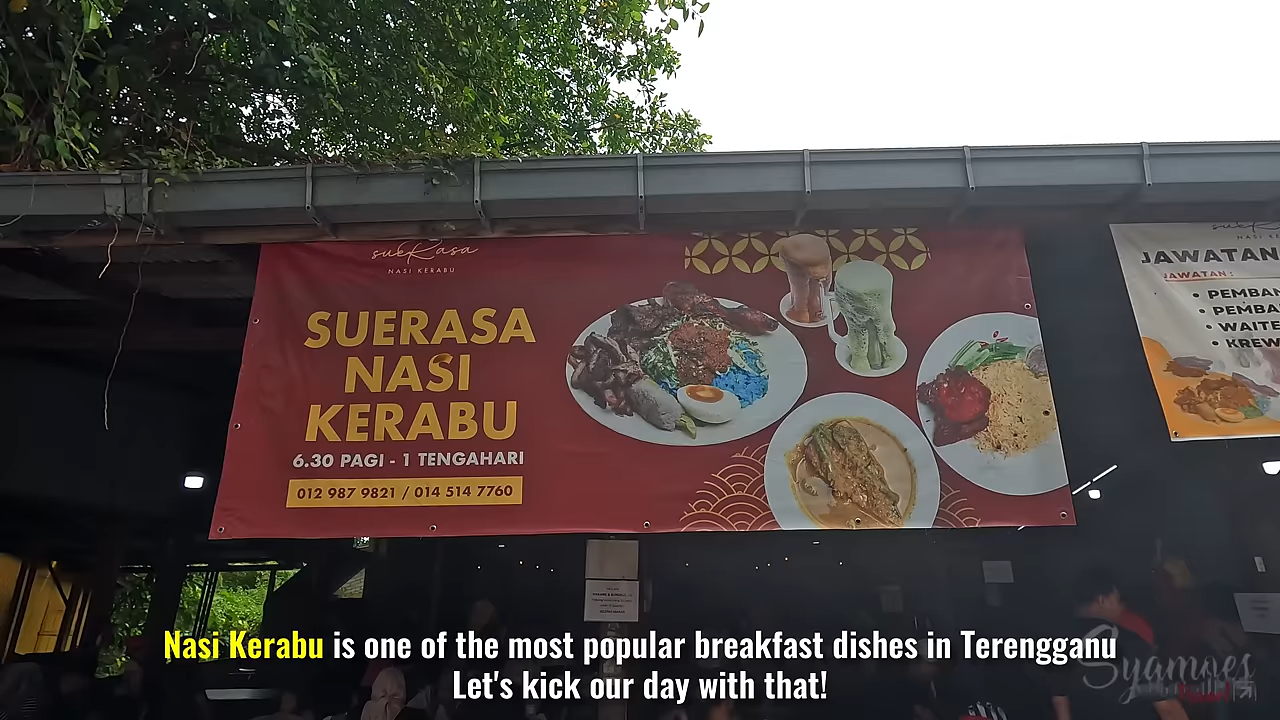 sueRasa
NASI KERABU
SUERASA
NASI
KERABU
6.30 PAGI - 1 TENGAHARI
012 987 9821 / 014 514 7760
JAWATAN
JAWATAN :
• PEMBAN
• PEMBA
• WAITE
• KREW
Nasi Kerabu is one of the most popular breakfast dishes in Terengganu
Let's kick our day with that!
Syamoes